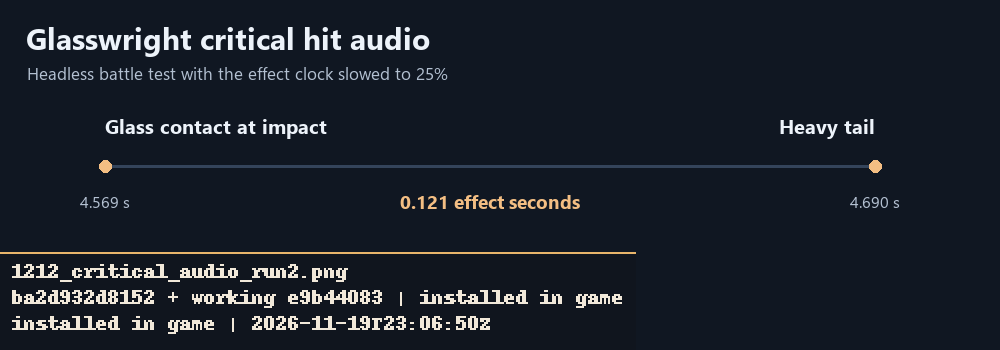 Glasswright critical hit audio
Headless battle test with the effect clock slowed to 25%
Glass contact at impact Heavy tail
4.569 s 0.121 effect seconds 4.690 s
1212_critical_audio_run2.png
ba2d932d8152 + working e9b44083 | installed in game
installed in game | 2026-11-19T23:06:50Z